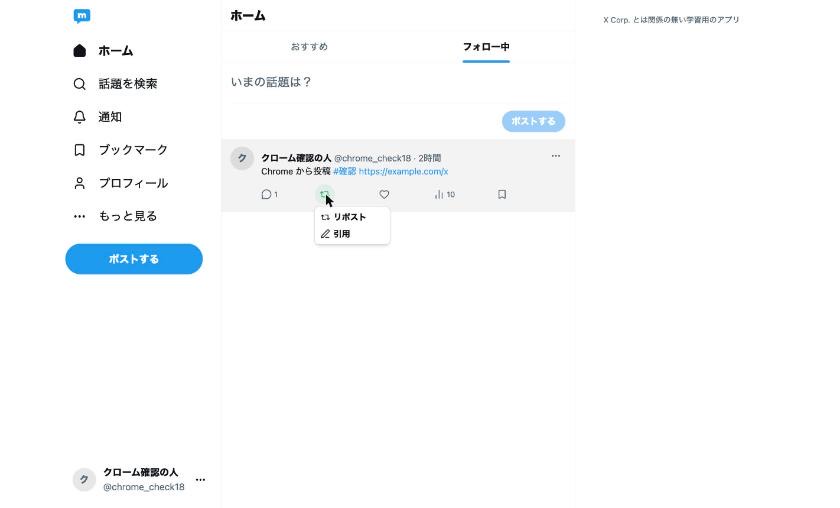 m
ホーム
話題を検索
通知
ブックマーク
プロフィール
もっと見る
ポストする
ク クローム確認の人
@chrome_check18
ホーム
おすすめ フォロー中
いまの話題は？
ポストする
ク クローム確認の人 @chrome_check18 · 2時間
Chrome から投稿 #確認 https://example.com/x
1 10
リポスト
引用
X Corp. とは関係の無い学習用のアプリ